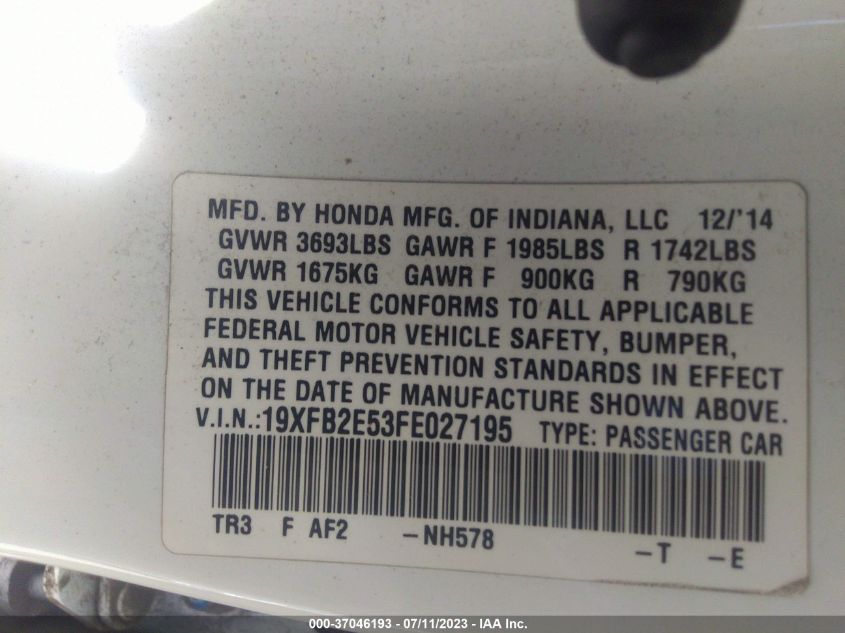 MFD. BY HONDA MFG. OF INDIANA, LLC 12/'14
GVWR 3693LBS GAWR F 1985LBS R 1742LBS
GVWR 1675KG GAWR F 900KG R 790KG
THIS VEHICLE CONFORMS TO ALL APPLICABLE
FEDERAL MOTOR VEHICLE SAFETY, BUMPER,
AND THEFT PREVENTION STANDARDS IN EFFECT
ON THE DATE OF MANUFACTURE SHOWN ABOVE.
V.I.N.:19XFB2E53FE027195 TYPE: PASSENGER CAR
TR3 F AF2 -NH578 -T -E
000-37046193 - 07/11/2023 - IAA Inc.